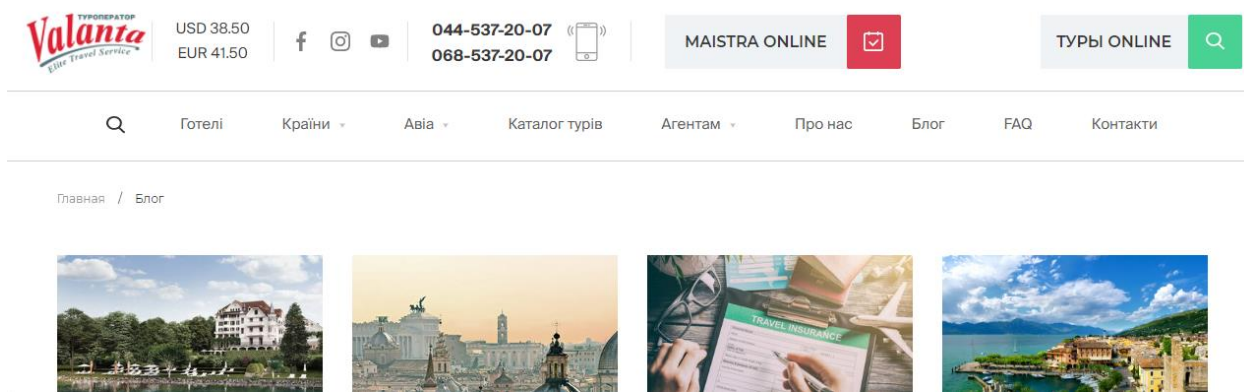 ТУРОПЕРАТОР
Valanta
Elite Travel Service
USD 38.50
EUR 41.50
044-537-20-07
068-537-20-07
MAISTRA ONLINE
ТУРЫ ONLINE
Готелі Країни Авіа Каталог турів Агентам Про нас Блог FAQ Контакти
Главная / Блог
TRAVEL INSURANCE